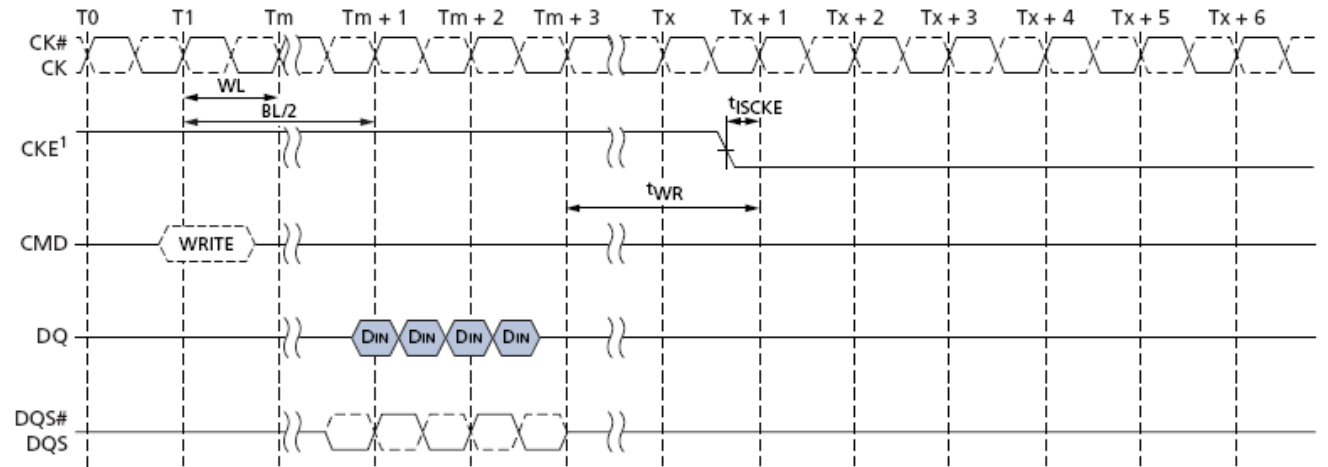 T0 T1 Tm Tm + 1 Tm + 2 Tm + 3 Tx Tx + 1 Tx + 2 Tx + 3 Tx + 4 Tx + 5 Tx + 6
CK#
CK
WL
BL/2
tISCKE
CKE1
tWR
CMD WRITE
DQ DIN DIN DIN DIN
DQS#
DQS